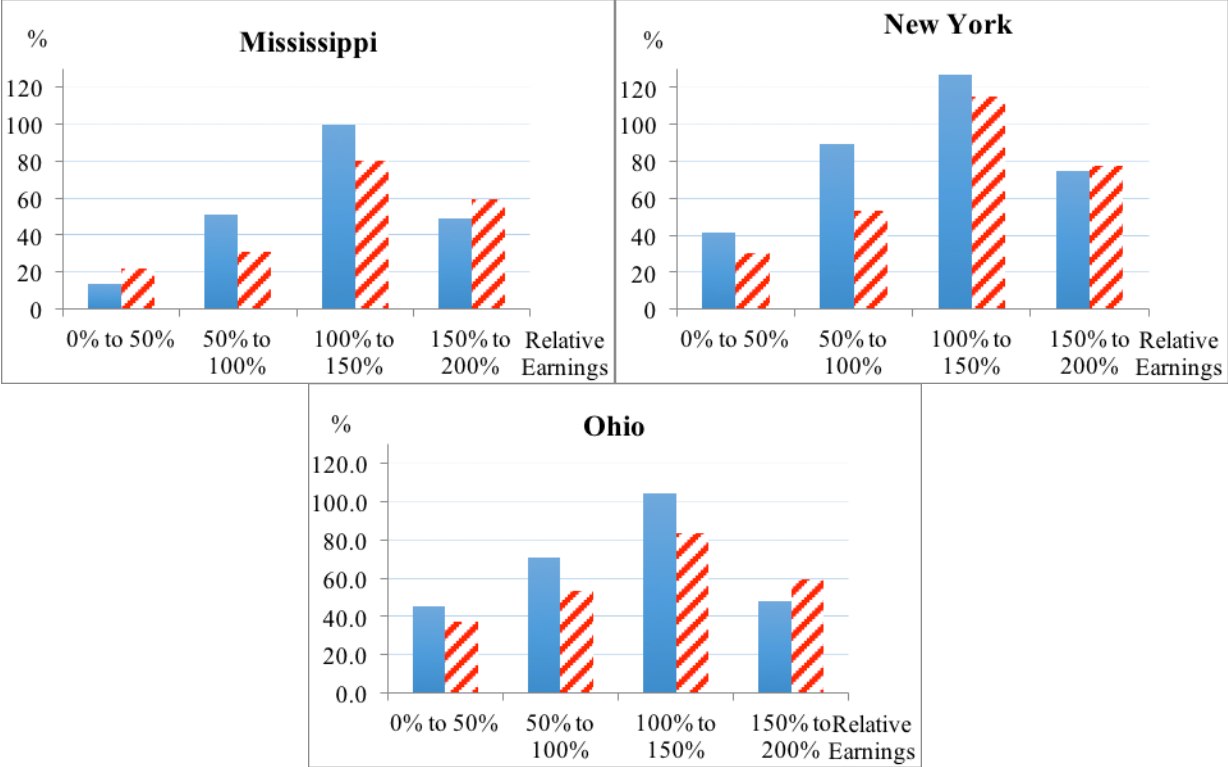 %
Mississippi
120
100
80
60
40
20
0
0% to 50%
50% to
100%
100% to
150%
150% to
200%
Relative
Earnings
%
New York
120
100
80
60
40
20
0
0% to 50%
50% to
100%
100% to
150%
150% to
200%
Relative
Earnings
%
Ohio
120.0
100.0
80.0
60.0
40.0
20.0
0.0
0% to 50%
50% to
100%
100% to
150%
150% to
200%
Relative
Earnings